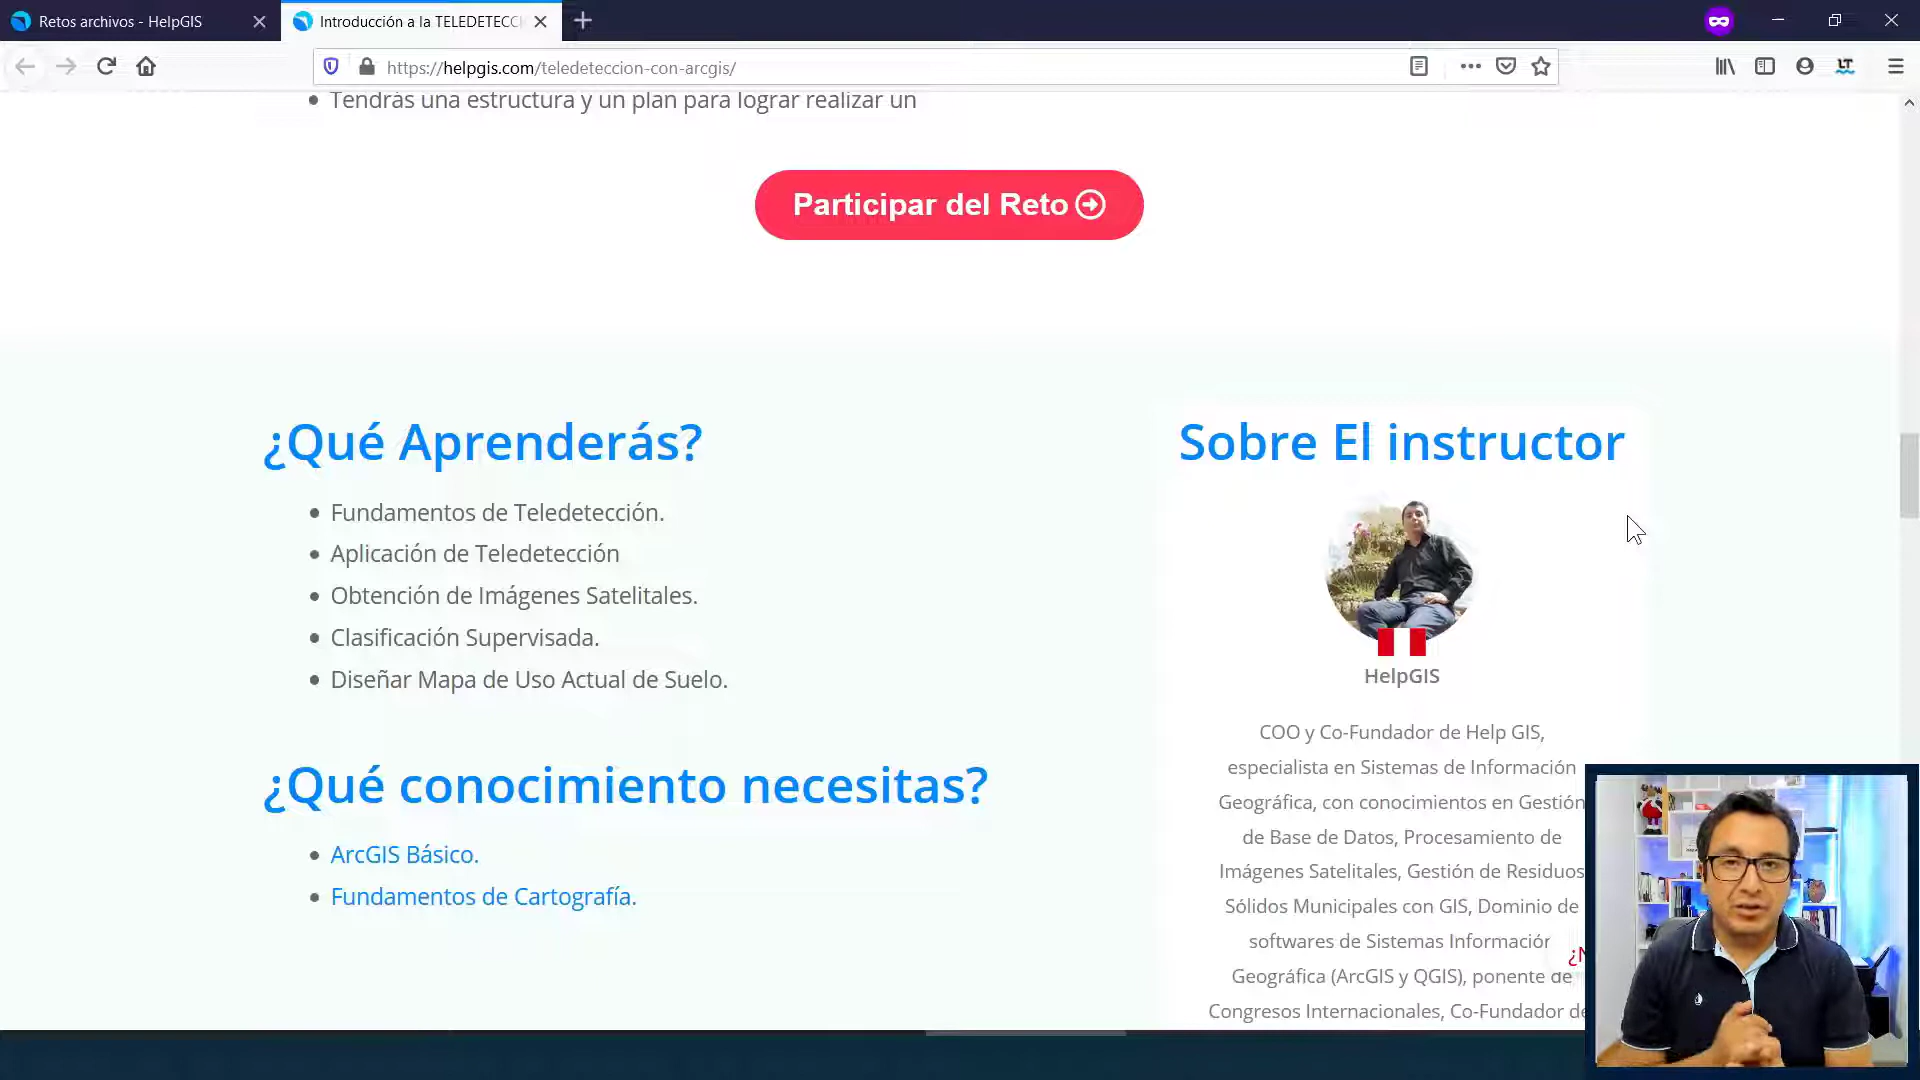 Retos archivos - HelpGIS
Introducción a la TELEDETECCI
https://helpgis.com/teledeteccion-con-arcgis/
LT
Tendrás una estructura y un plan para lograr realizar un
Participar del Reto
¿Qué Aprenderás?
Fundamentos de Teledetección.
Aplicación de Teledetección
Obtención de Imágenes Satelitales.
Clasificación Supervisada.
Diseñar Mapa de Uso Actual de Suelo.
¿Qué conocimiento necesitas?
ArcGIS Básico.
Fundamentos de Cartografía.
Sobre El instructor
HelpGIS
COO y Co-Fundador de Help GIS,
especialista en Sistemas de Información
Geográfica, con conocimientos en Gestión
de Base de Datos, Procesamiento de
Imágenes Satelitales, Gestión de Residuos
Sólidos Municipales con GIS, Dominio de
softwares de Sistemas Información
Geográfica (ArcGIS y QGIS), ponente de
Congresos Internacionales, Co-Fundador de